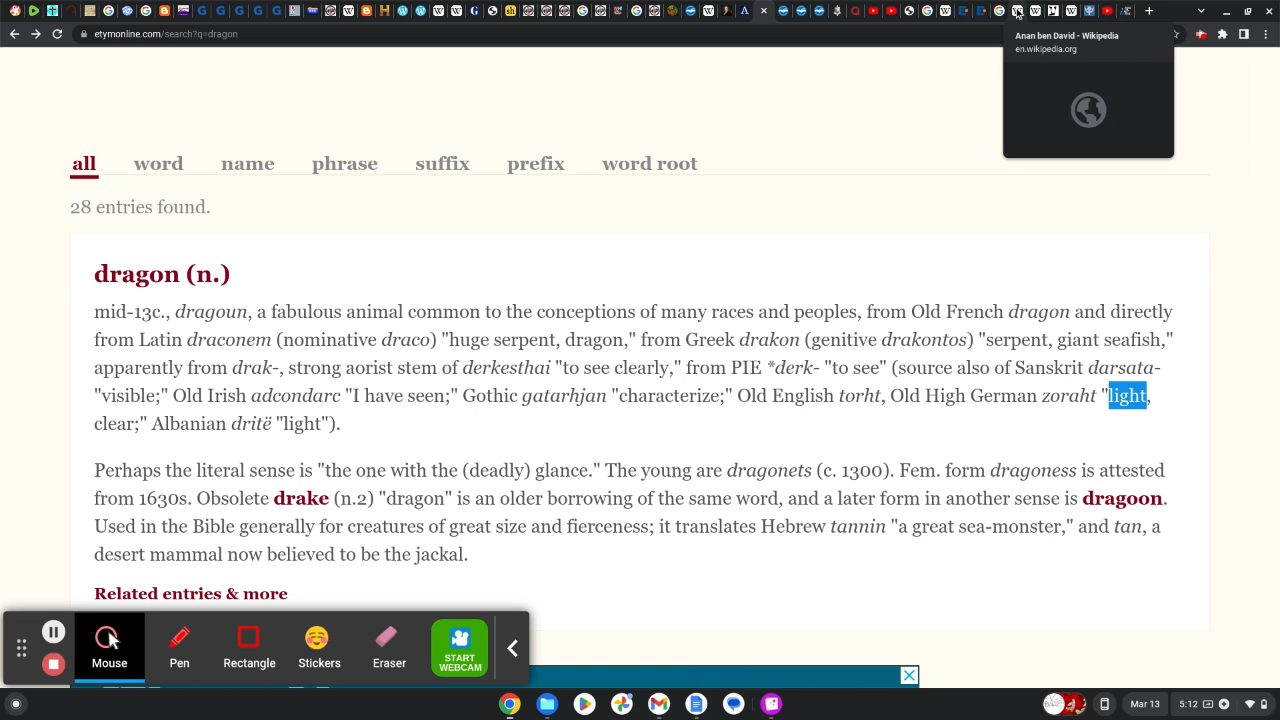 etymonline.com/search?q=dragon
Anan ben David - Wikipedia
en.wikipedia.org
all word name phrase suffix prefix word root
28 entries found.
dragon (n.)
mid-13c., dragoun, a fabulous animal common to the conceptions of many races and peoples, from Old French dragon and directly
from Latin draconem (nominative draco) "huge serpent, dragon," from Greek drakon (genitive drakontos) "serpent, giant seafish,"
apparently from drak-, strong aorist stem of derkesthai "to see clearly," from PIE *derk- "to see" (source also of Sanskrit darsata-
"visible;" Old Irish adcondarc "I have seen;" Gothic gatarhjan "characterize;" Old English torht, Old High German zoraht "light,
clear;" Albanian dritë "light").
Perhaps the literal sense is "the one with the (deadly) glance." The young are dragonets (c. 1300). Fem. form dragoness is attested
from 1630s. Obsolete drake (n.2) "dragon" is an older borrowing of the same word, and a later form in another sense is dragoon.
Used in the Bible generally for creatures of great size and fierceness; it translates Hebrew tannin "a great sea-monster," and tan, a
desert mammal now believed to be the jackal.
Related entries & more
Mouse Pen Rectangle Stickers Eraser START
WEBCAM
Mar 13 5:12